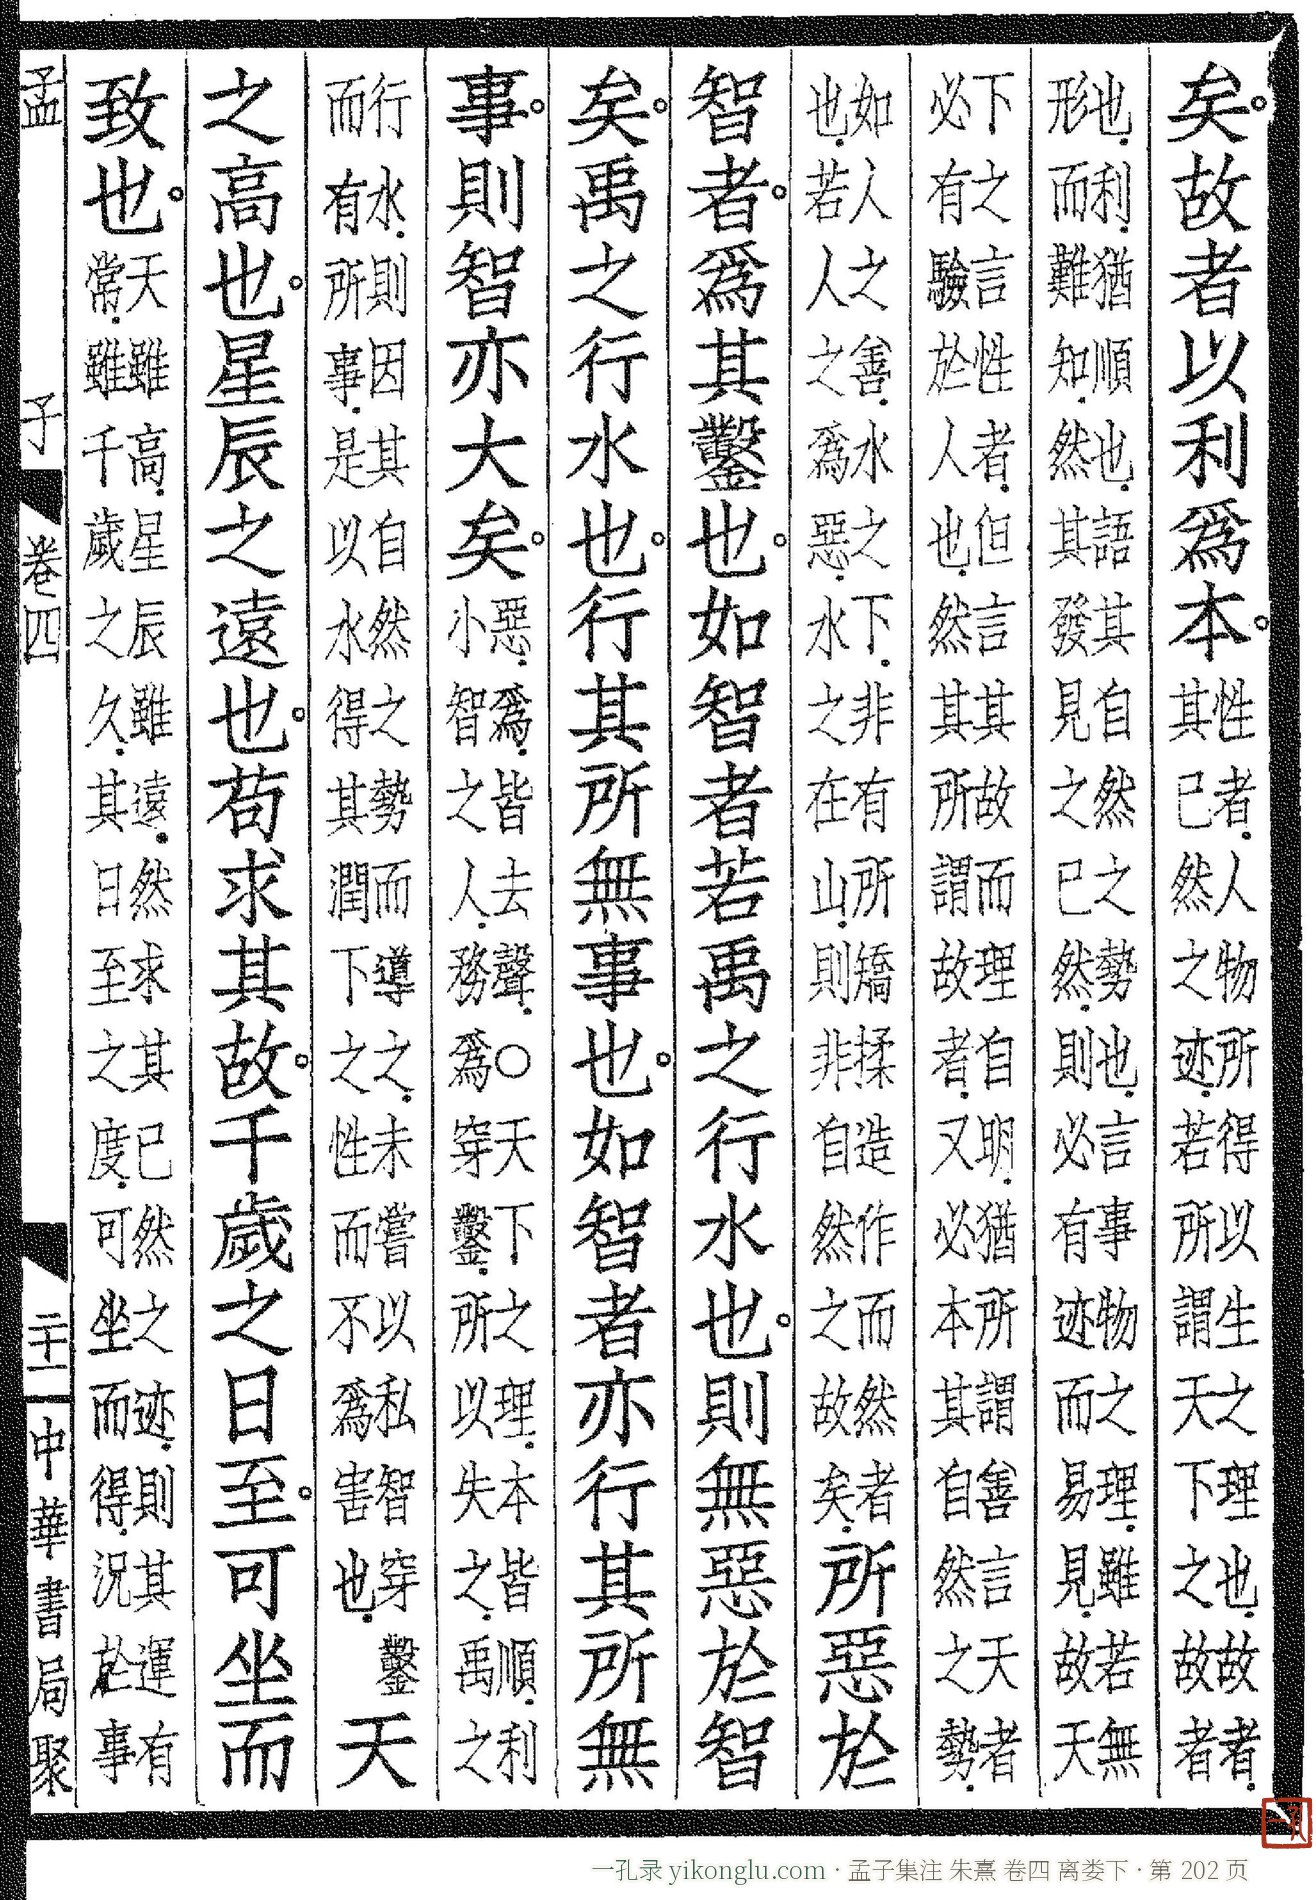 矣。故者以利爲本。性者.人物所得以生之理也.故者.其已然之迹.若所謂天下之故者
也.利.猶順也.語其自然之勢也.言事物之理.雖若無形而難知.然其發見之已然.則必有迹而易見.故天
下之言性者.但言其故而理自明.猶所謂善言天者必有驗於人也.然其所謂故者.又必本其自然之勢.
如人之善.水之下.非有所矯揉造作而然者也.若人之爲惡.水之在山.則非自然之故矣.所惡於
智者。爲其鑿也。如智者若禹之行水也。則無惡於智
矣。禹之行水也。行其所無事也。如智者亦行其所無
事。則智亦大矣。惡.爲.皆去聲.○天下之理.本皆順.利小智之人.務爲穿鑿.所以失之.禹之
行水.則因其自然之勢而導之.未嘗以私智穿鑿而有所事.是以水得其潤下之性而不爲害也.天
之高也。星辰之遠也。苟求其故。千歲之日至。可坐而
致也。天雖高.星辰雖遠.然求其已然之迹.則其運有常.雖千歲之久.其日至之度.可坐而得.況於事
孟子 卷四 二十一 中華書局聚
一孔录 yikonglu.com · 孟子集注 朱熹 卷四 离娄下 · 第 202 页